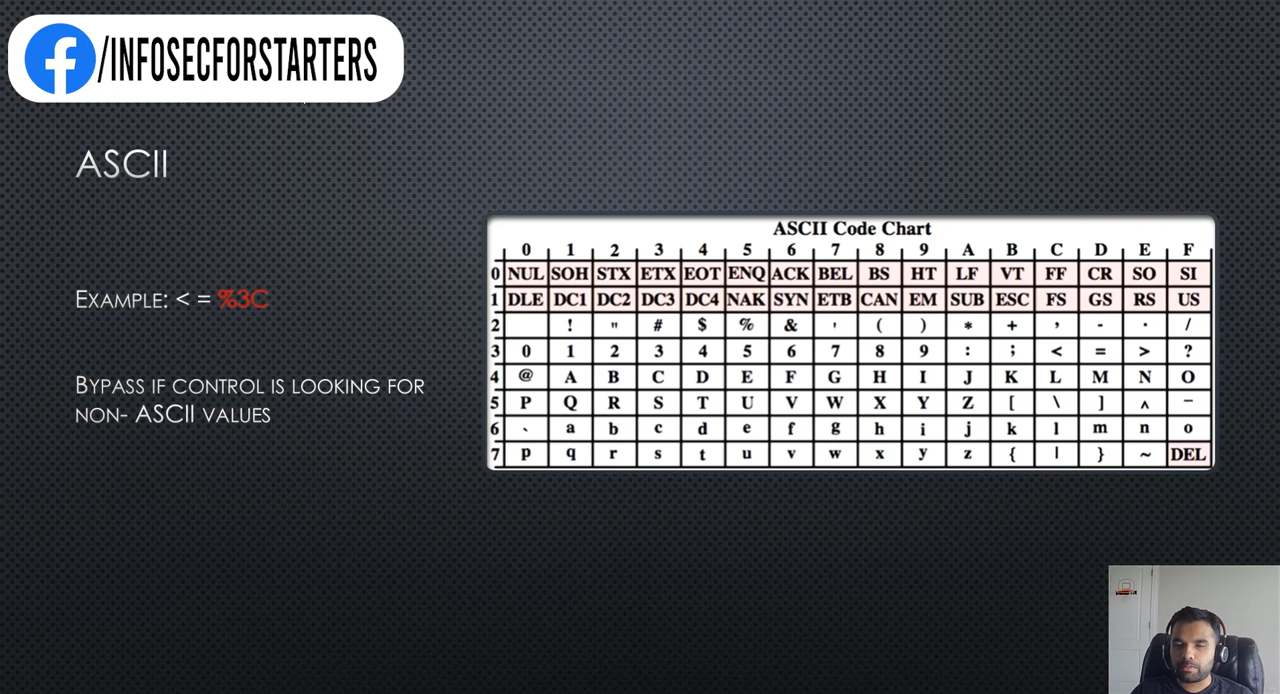 /INFOSECFORSTARTERS
ASCII
EXAMPLE: < = %3C
BYPASS IF CONTROL IS LOOKING FOR
NON- ASCII VALUES
ASCII Code Chart
0 1 2 3 4 5 6 7 8 9 A B C D E F
0 NUL SOH STX ETX EOT ENQ ACK BEL BS HT LF VT FF CR SO SI
1 DLE DC1 DC2 DC3 DC4 NAK SYN ETB CAN EM SUB ESC FS GS RS US
2 ! " # $ % & ' ( ) * + , - . /
3 0 1 2 3 4 5 6 7 8 9 : ; < = > ?
4 @ A B C D E F G H I J K L M N O
5 P Q R S T U V W X Y Z [ \ ] ^ _
6 ` a b c d e f g h i j k l m n o
7 p q r s t u v w x y z { | } ~ DEL